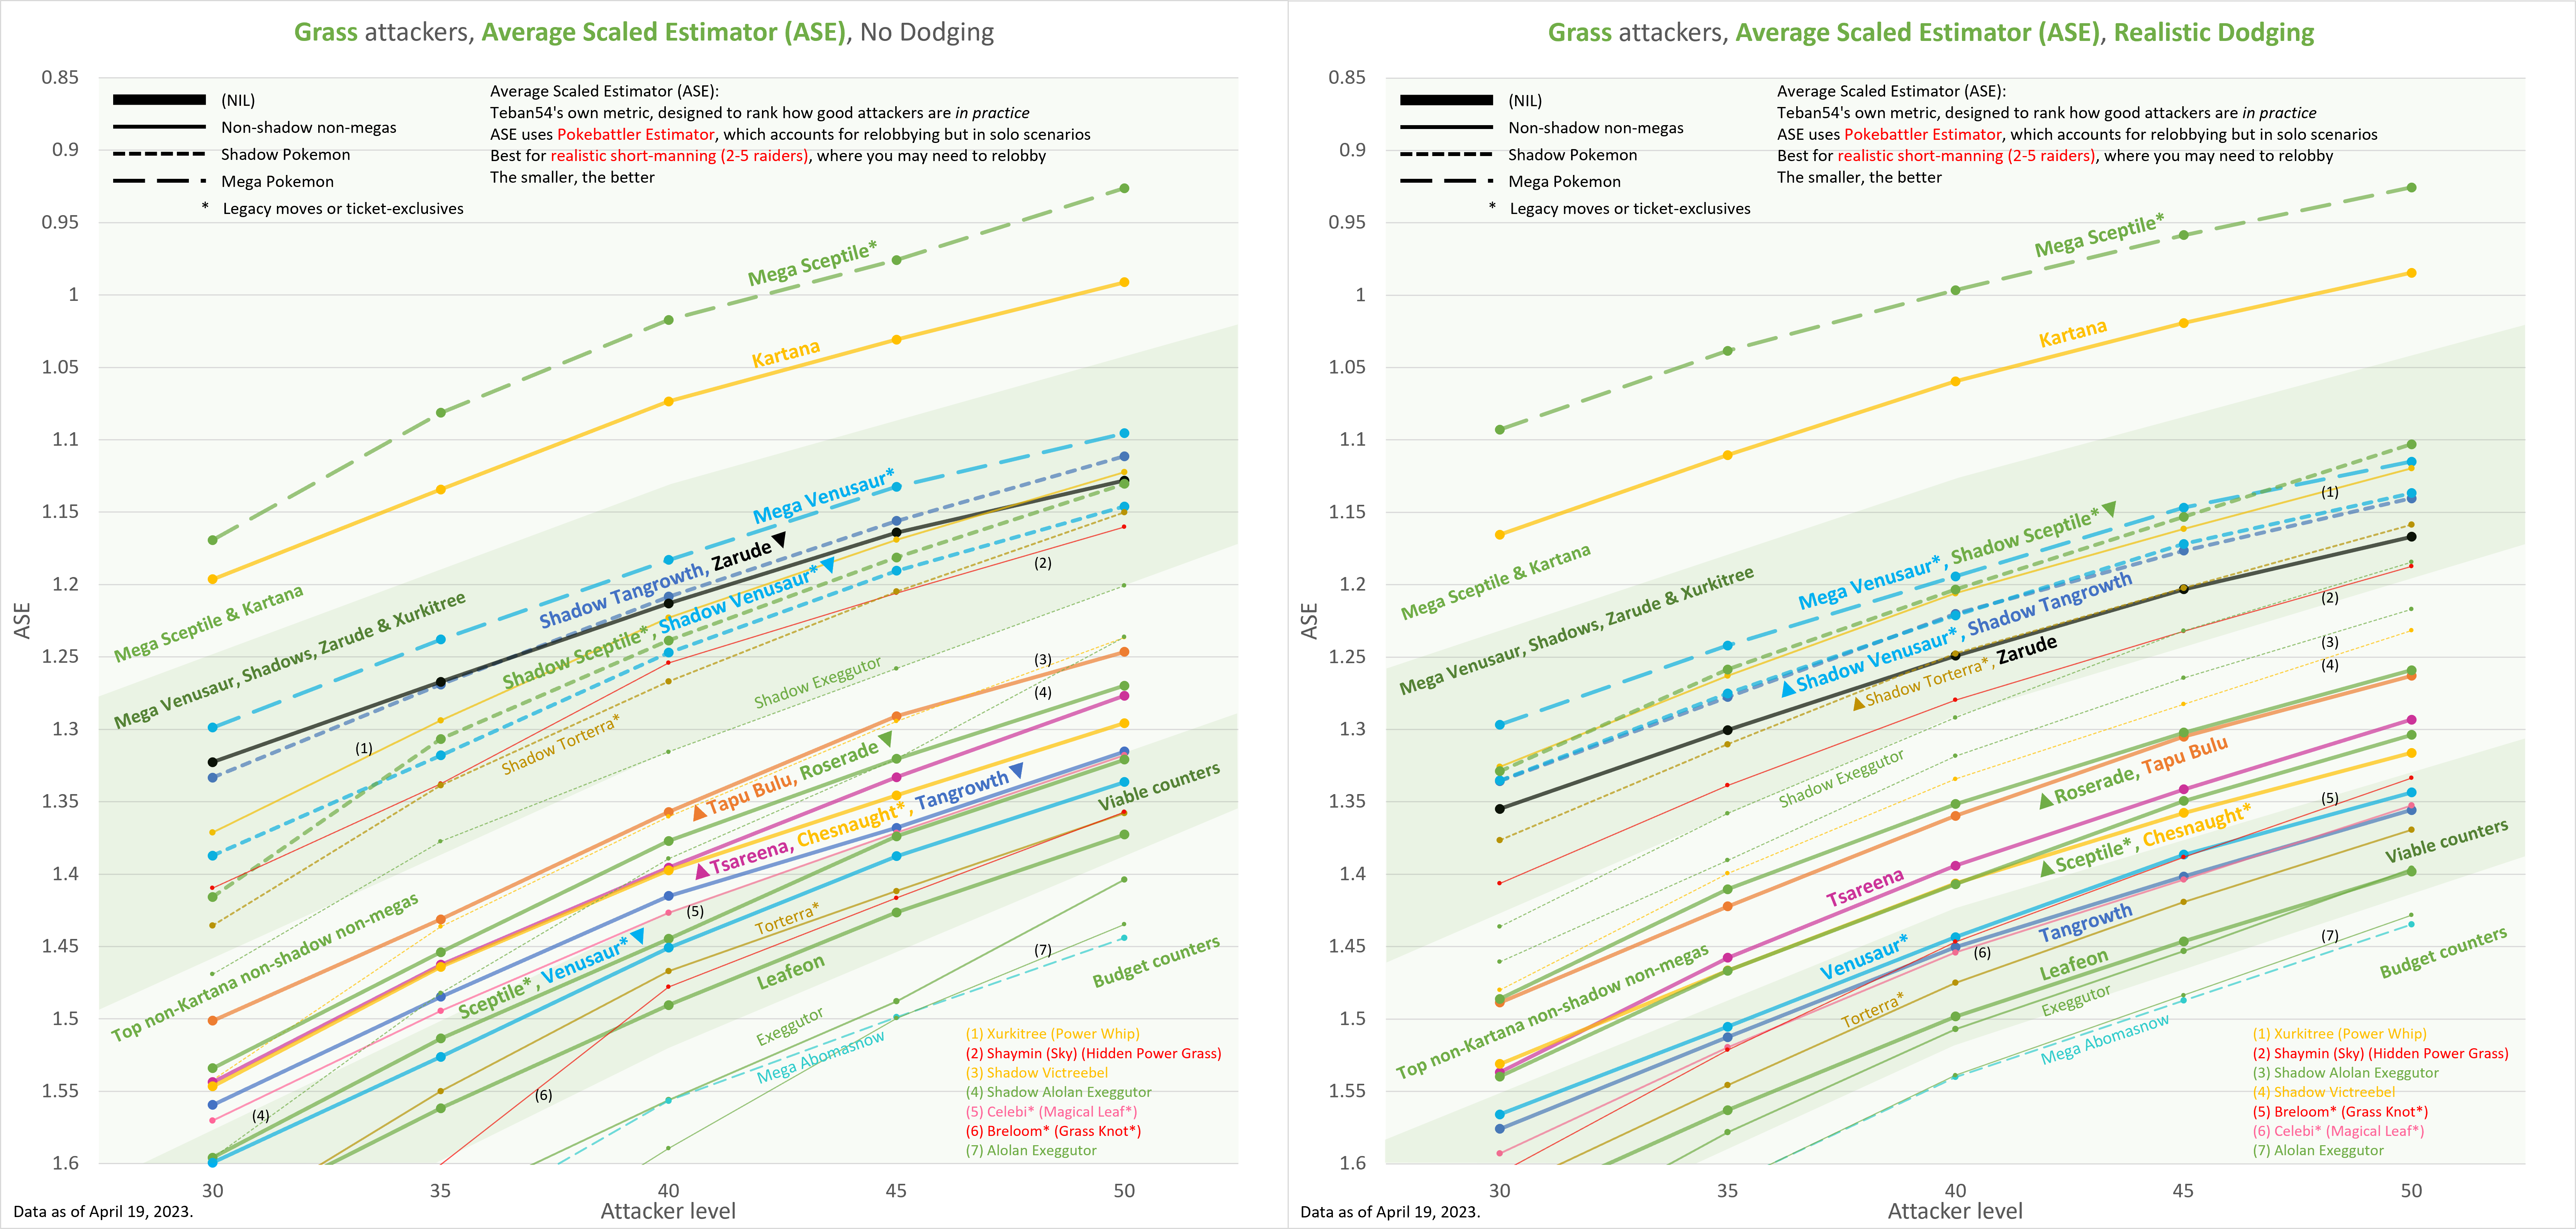 Grass attackers, Average Scaled Estimator (ASE), No Dodging
0.85
0.9
0.95
1
1.05
1.1
1.15
1.2
1.25
1.3
1.35
1.4
1.45
1.5
1.55
1.6
ASE
(NIL)
Non-shadow non-megas
Shadow Pokemon
Mega Pokemon
* Legacy moves or ticket-exclusives
Average Scaled Estimator (ASE):
Teban54's own metric, designed to rank how good attackers are in practice
ASE uses Pokebattler Estimator, which accounts for relobbying but in solo scenarios
Best for realistic short-manning (2-5 raiders), where you may need to relobby
The smaller, the better
Mega Sceptile*
Kartana
Mega Venusaur*
Shadow Tangrowth, Zarude▼
Shadow Sceptile*, Shadow Venusaur*▼
Mega Sceptile & Kartana
Mega Venusaur, Shadows, Zarude & Xurkitree
(1)
(2)
Shadow Exeggutor
Shadow Torterra*
(3)
(4)
▲Tapu Bulu, Roserade▼
▲Tsareena, Chesnaught*, Tangrowth▼
Viable counters
Top non-Kartana non-shadow non-megas
(5)
Torterra*
Sceptile*, Venusaur*▼
Leafeon
(7)
Budget counters
Exeggutor
Mega Abomasnow
(4)
(6)
(1) Xurkitree (Power Whip)
(2) Shaymin (Sky) (Hidden Power Grass)
(3) Shadow Victreebel
(4) Shadow Alolan Exeggutor
(5) Celebi* (Magical Leaf*)
(6) Breloom* (Grass Knot*)
(7) Alolan Exeggutor
30 35 40 45 50
Attacker level
Data as of April 19, 2023.
Grass attackers, Average Scaled Estimator (ASE), Realistic Dodging
0.85
0.9
0.95
1
1.05
1.1
1.15
1.2
1.25
1.3
1.35
1.4
1.45
1.5
1.55
1.6
ASE
(NIL)
Non-shadow non-megas
Shadow Pokemon
Mega Pokemon
* Legacy moves or ticket-exclusives
Average Scaled Estimator (ASE):
Teban54's own metric, designed to rank how good attackers are in practice
ASE uses Pokebattler Estimator, which accounts for relobbying but in solo scenarios
Best for realistic short-manning (2-5 raiders), where you may need to relobby
The smaller, the better
Mega Sceptile*
Kartana
(1)
Mega Venusaur*, Shadow Sceptile*▼
Mega Sceptile & Kartana
Mega Venusaur, Shadows, Zarude & Xurkitree
▲Shadow Venusaur*, Shadow Tangrowth
▲Shadow Torterra*, Zarude
(2)
(3)
(4)
Shadow Exeggutor
▲Roserade, Tapu Bulu
(5)
Tsareena
▲Sceptile*, Chesnaught*
Viable counters
Top non-Kartana non-shadow non-megas
Venusaur*
Tangrowth
(6)
(7)
Leafeon
Budget counters
Torterra*
Exeggutor
Mega Abomasnow
(1) Xurkitree (Power Whip)
(2) Shaymin (Sky) (Hidden Power Grass)
(3) Shadow Alolan Exeggutor
(4) Shadow Victreebel
(5) Breloom* (Grass Knot*)
(6) Celebi* (Magical Leaf*)
(7) Alolan Exeggutor
30 35 40 45 50
Attacker level
Data as of April 19, 2023.